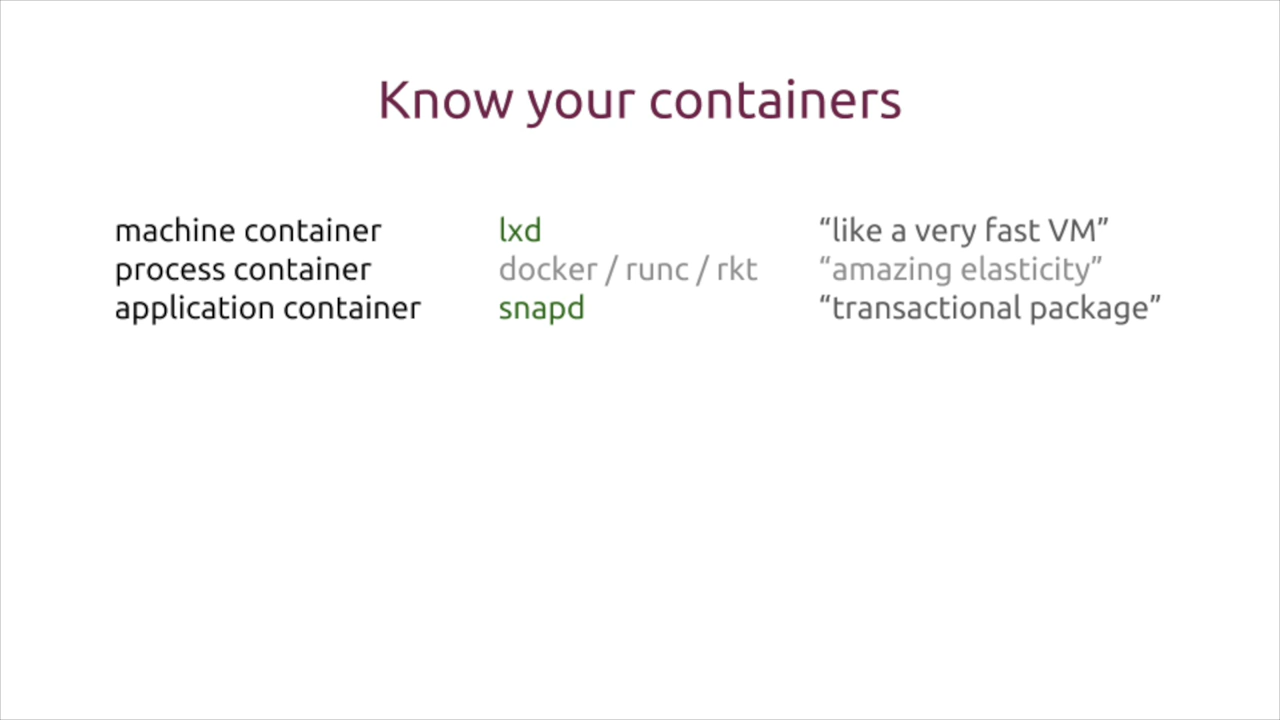 Know your containers
machine container lxd “like a very fast VM”
process container docker / runc / rkt “amazing elasticity”
application container snapd “transactional package”